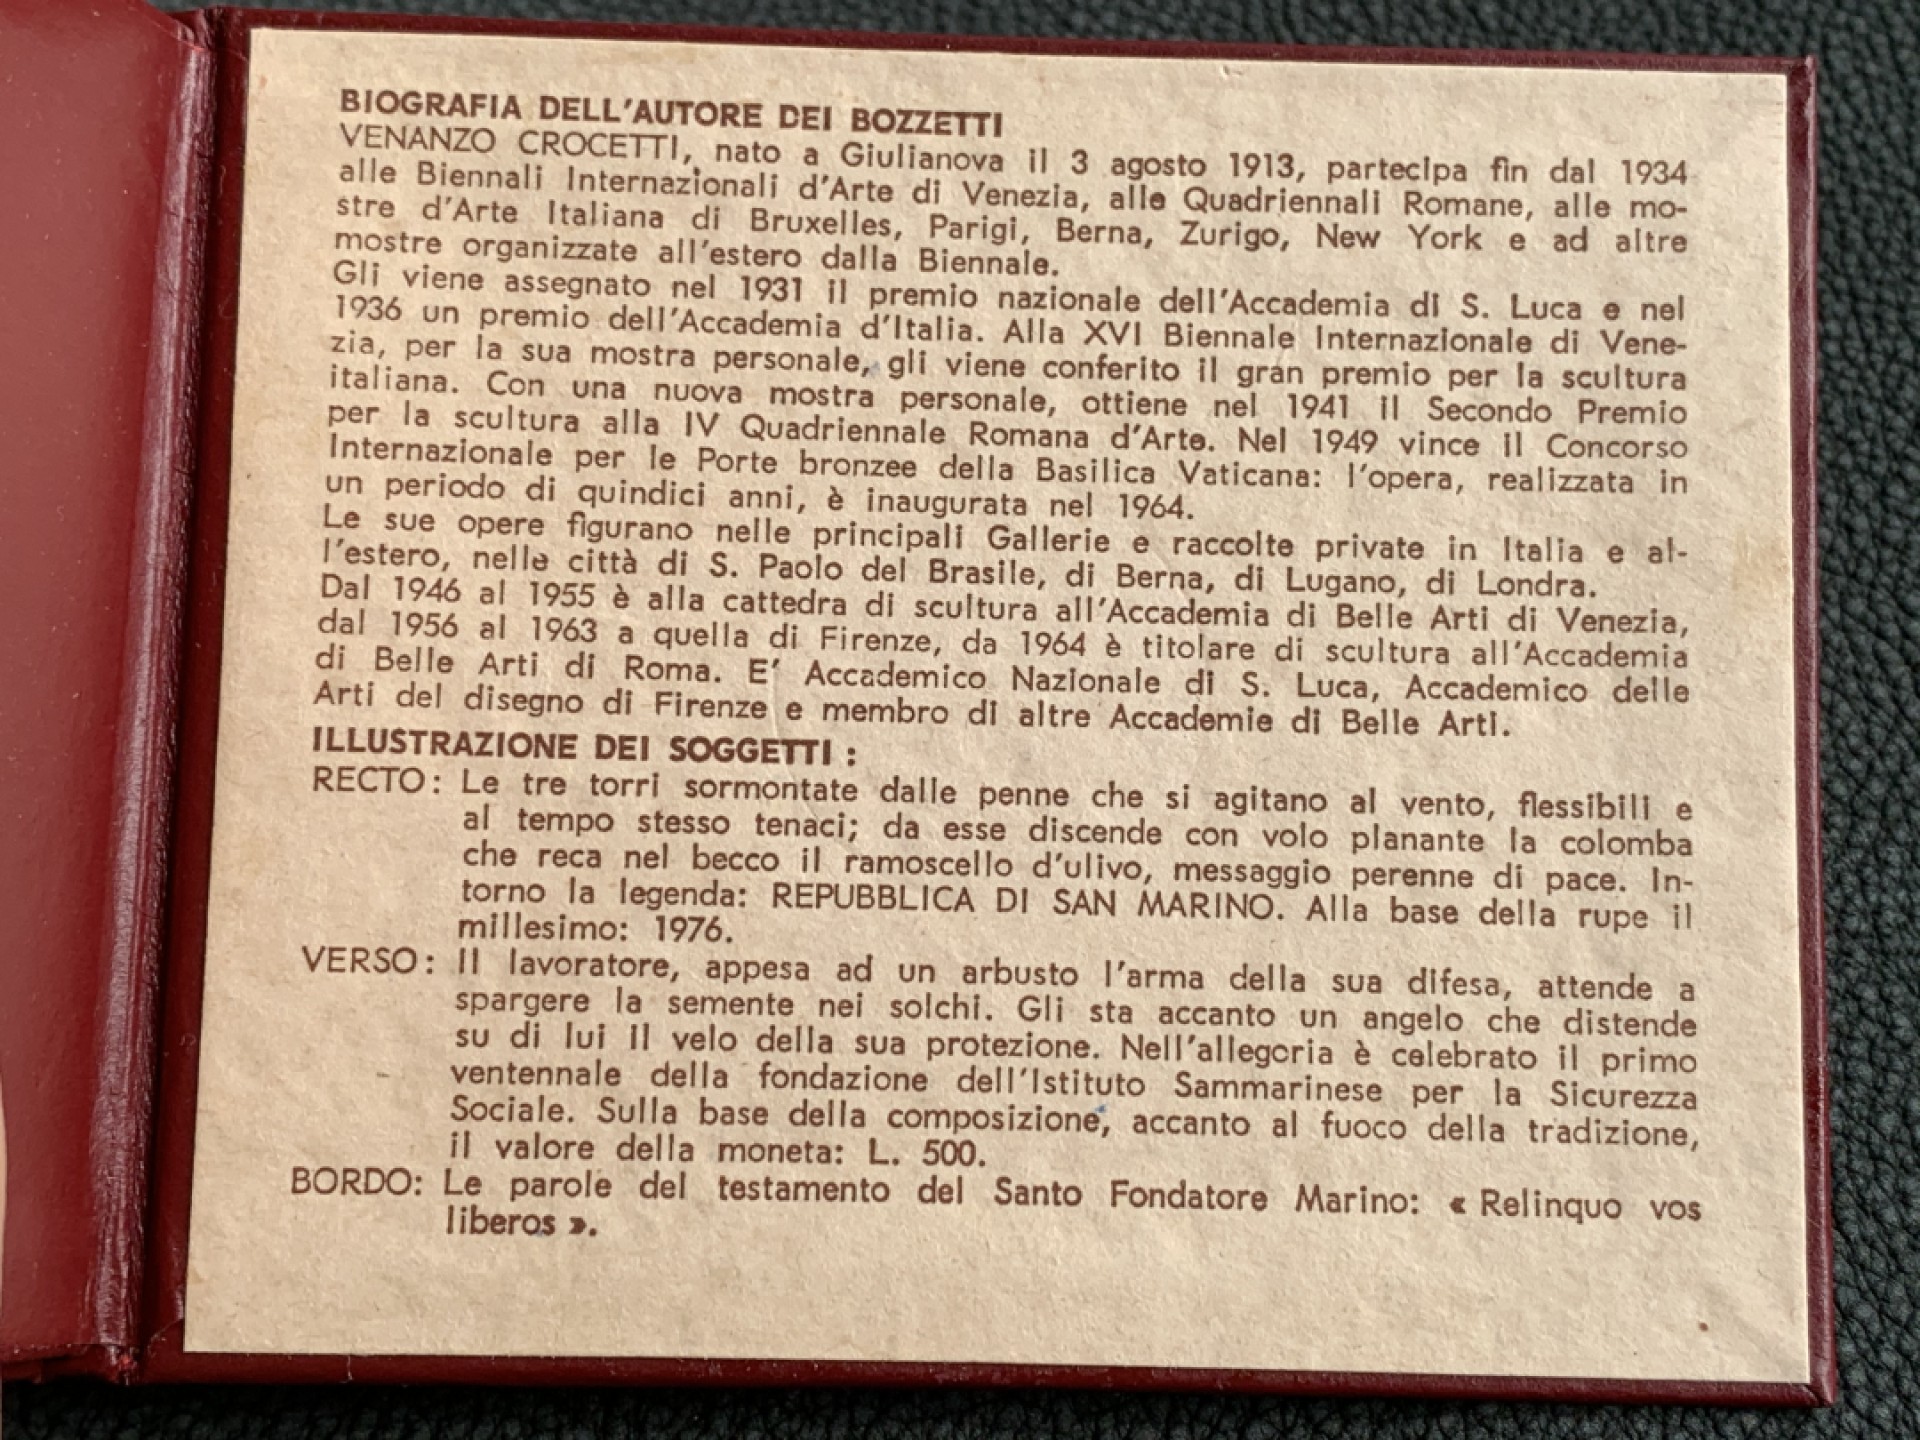 BIOGRAFIA DELL'AUTORE DEI BOZZETTI
VENANZO CROCETTI, nato a Giulianova il 3 agosto 1913, partecipa fin dal 1934
alle Biennali Internazionali d'Arte di Venezia, alle Quadriennali Romane, alle mo-
stre d'Arte Italiana di Bruxelles, Parigi, Berna, Zurigo, New York e ad altre
mostre organizzate all'estero dalla Biennale.
Gli viene assegnato nel 1931 il premio nazionale dell'Accademia di S. Luca e nel
1936 un premio dell'Accademia d'Italia. Alla XVI Biennale Internazionale di Vene-
zia, per la sua mostra personale, gli viene conferito il gran premio per la scultura
italiana. Con una nuova mostra personale, ottiene nel 1941 il Secondo Premio
per la scultura alla IV Quadriennale Romana d'Arte. Nel 1949 vince il Concorso
Internazionale per le Porte bronzee della Basilica Vaticana: l'opera, realizzata in
un periodo di quindici anni, è inaugurata nel 1964.
Le sue opere figurano nelle principali Gallerie e raccolte private in Italia e al-
l'estero, nelle città di S. Paolo del Brasile, di Berna, di Lugano, di Londra.
Dal 1946 al 1955 è alla cattedra di scultura all'Accademia di Belle Arti di Venezia,
dal 1956 al 1963 a quella di Firenze, da 1964 è titolare di scultura all'Accademia
di Belle Arti di Roma. E' Accademico Nazionale di S. Luca, Accademico delle
Arti del disegno di Firenze e membro di altre Accademie di Belle Arti.
ILLUSTRAZIONE DEI SOGGETTI :
RECTO: Le tre torri sormontate dalle penne che si agitano al vento, flessibili e
al tempo stesso tenaci; da esse discende con volo planante la colomba
che reca nel becco il ramoscello d'ulivo, messaggio perenne di pace. In-
torno la legenda: REPUBBLICA DI SAN MARINO. Alla base della rupe il
millesimo: 1976.
VERSO: Il lavoratore, appesa ad un arbusto l'arma della sua difesa, attende a
spargere la semente nei solchi. Gli sta accanto un angelo che distende
su di lui il velo della sua protezione. Nell'allegoria è celebrato il primo
ventennale della fondazione dell'Istituto Sammarinese per la Sicurezza
Sociale. Sulla base della composizione, accanto al fuoco della tradizione,
il valore della moneta: L. 500.
BORDO: Le parole del testamento del Santo Fondatore Marino: « Relinquo vos
liberos ».